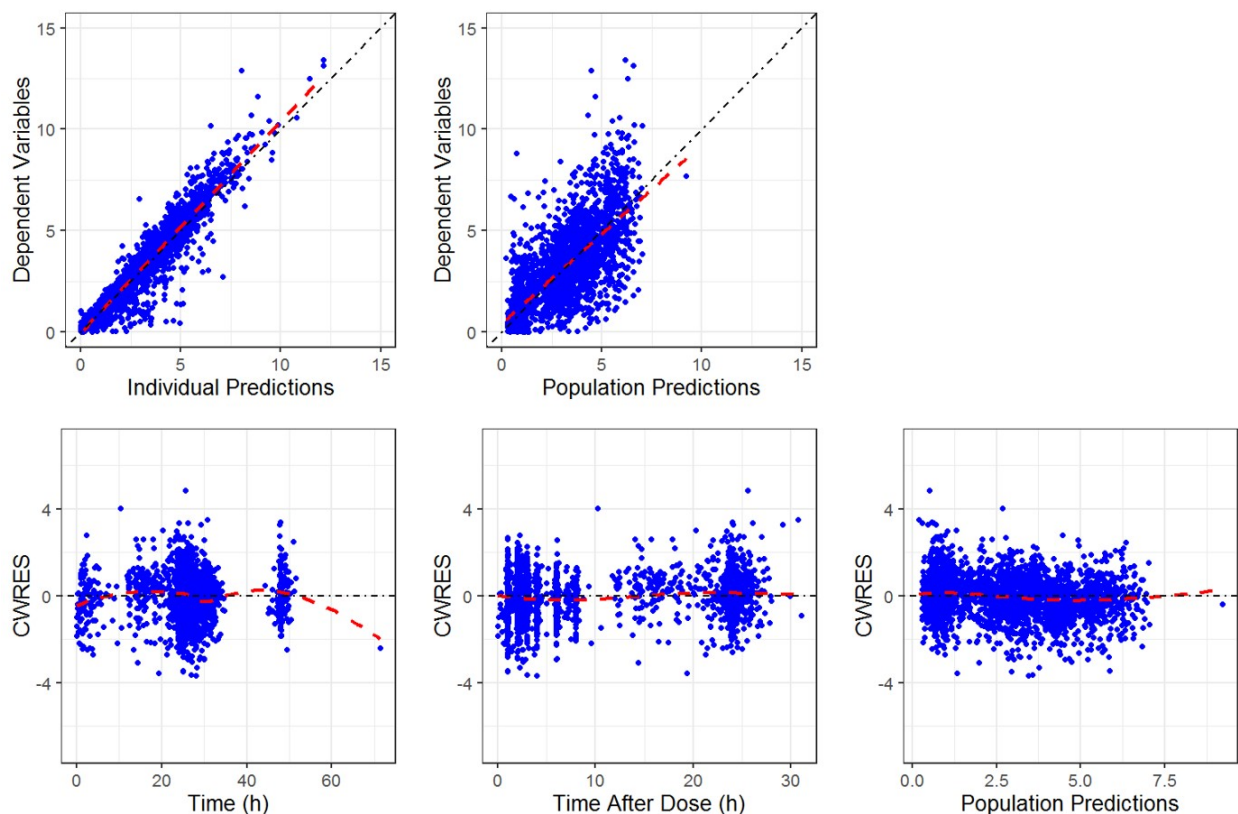 15
10
5
0
Dependent Variables
0 5 10 15
Individual Predictions
15
10
5
0
Dependent Variables
0 5 10 15
Population Predictions
4
0
-4
CWRES
0 20 40 60
Time (h)
4
0
-4
CWRES
0 10 20 30
Time After Dose (h)
4
0
-4
CWRES
0.0 2.5 5.0 7.5
Population Predictions